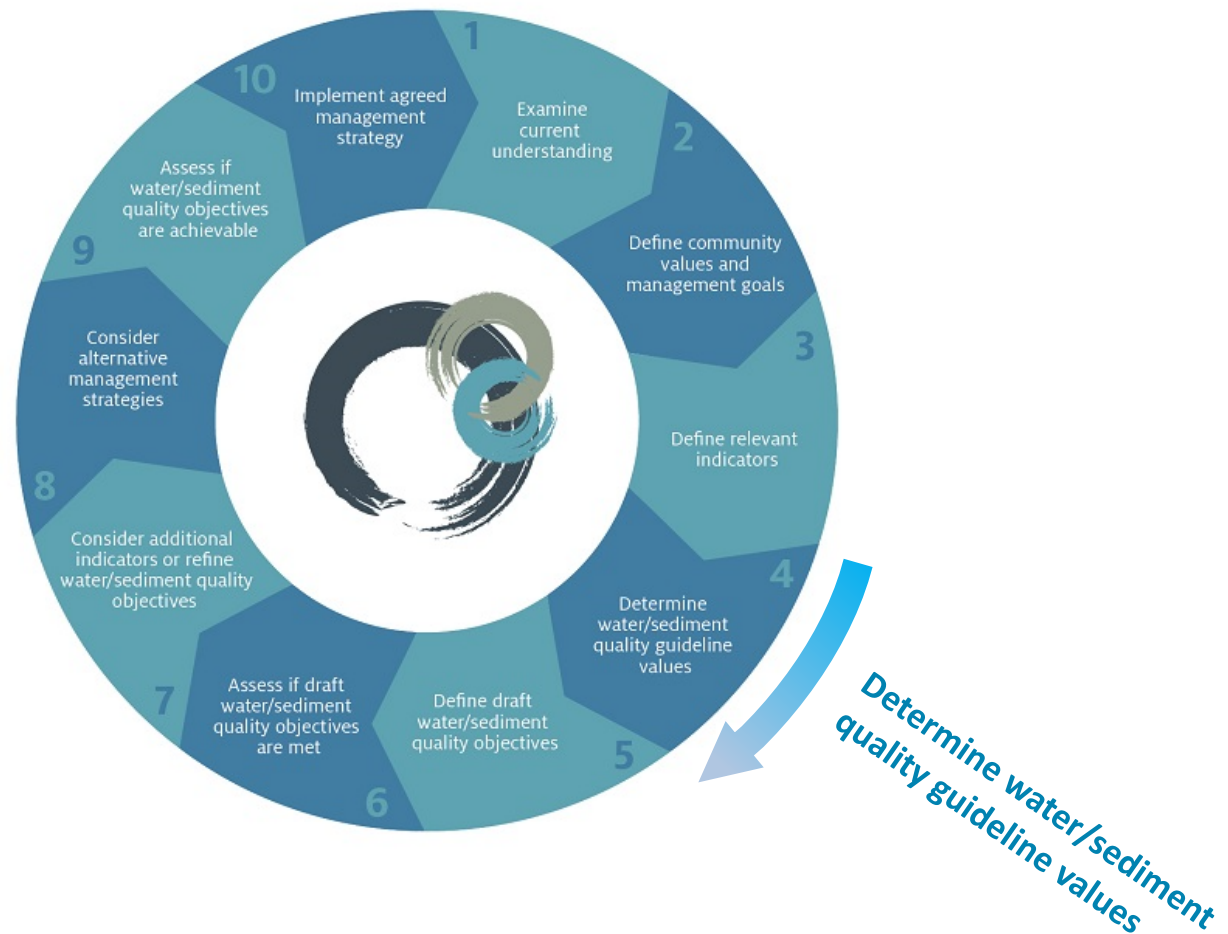 1
Examine
current
understanding
2
Define community
values and
management goals
3
Define relevant
indicators
4
Determine
water/sediment
quality guideline
values
5
Define draft
water/sediment
quality objectives
6
Assess if draft
water/sediment
quality objectives
are met
7
Consider additional
indicators or refine
water/sediment quality
objectives
8
Consider
alternative
management
strategies
9
Assess if
water/sediment
quality objectives
are achievable
10
Implement agreed
management
strategy
Determine water/sediment
quality guideline values